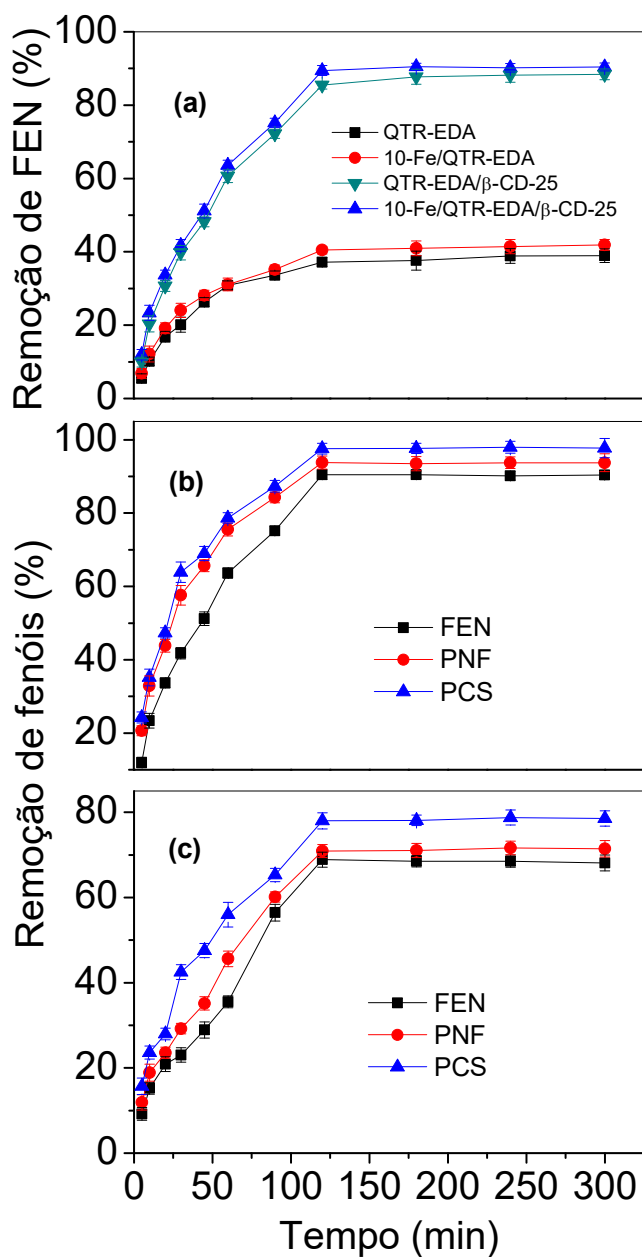 Remoção de FEN (%)
100
80
60
40
20
0
(a)
QTR-EDA
10-Fe/QTR-EDA
QTR-EDA/β-CD-25
10-Fe/QTR-EDA/β-CD-25
Remoção de fenóis (%)
100
80
60
40
20
(b)
FEN
PNF
PCS
80
60
40
20
0
(c)
FEN
PNF
PCS
0 50 100 150 200 250 300
Tempo (min)